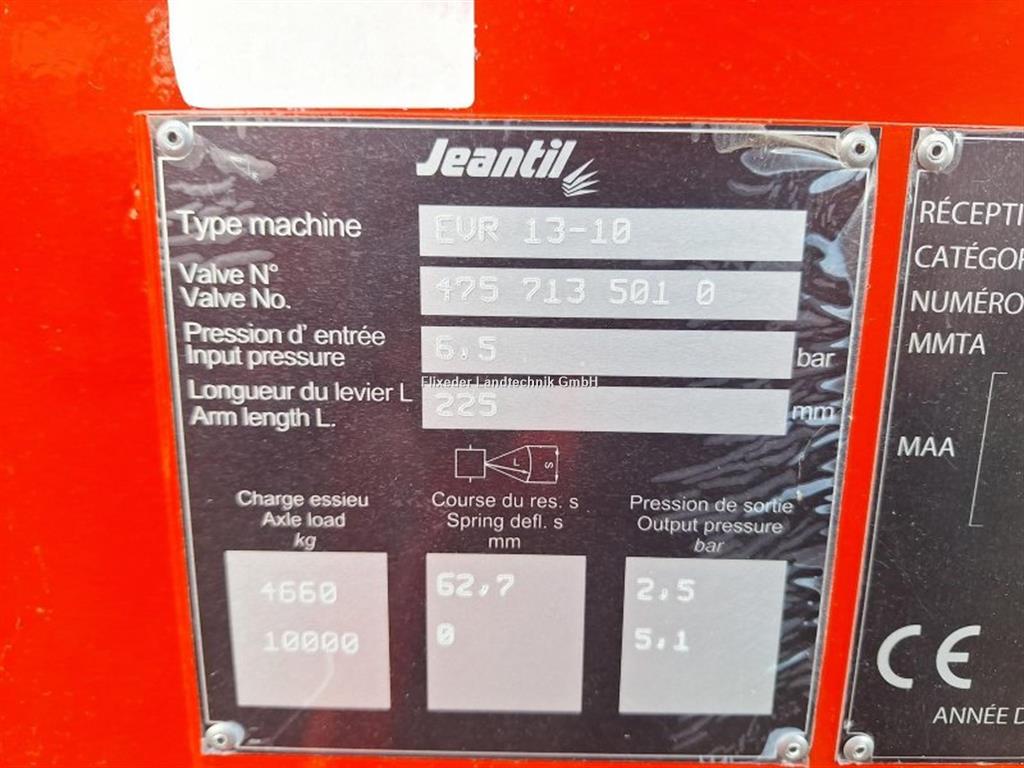 Jeantil
Type machine EVR 13-10
Valve N°
Valve No. 475 713 501 0
Pression d' entrée
Input pressure 6,5 bar
Flixeder Landtechnik GmbH
Longueur du levier L
Arm length L. 225 mm
L S
Charge essieu Course du res. s Pression de sortie
Axle load Spring defl. s Output pressure
kg mm bar
4660 62,7 2,5
10000 0 5,1
RÉCEPTI
CATÉGOR
NUMÉRO
MMTA
MAA
CE
ANNÉE D